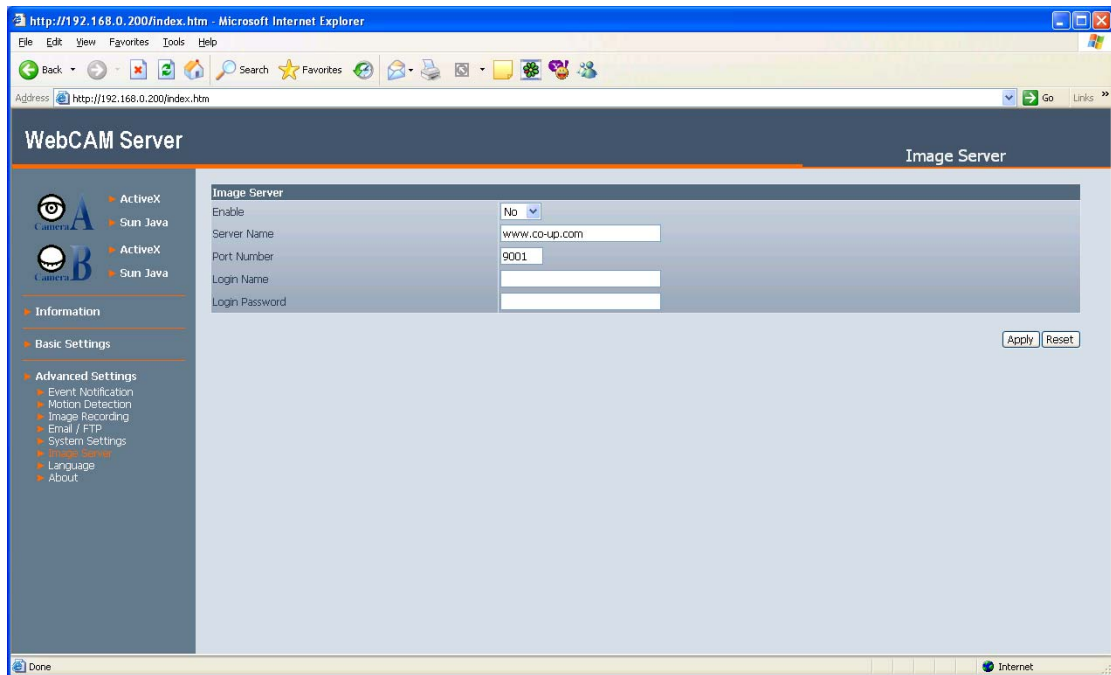 http://192.168.0.200/index.htm - Microsoft Internet Explorer
File Edit View Favorites Tools Help
Back Search Favorites
Address http://192.168.0.200/index.htm Go Links »
WebCAM Server
Image Server
Camera A
ActiveX
Sun Java
Camera B
ActiveX
Sun Java
Information
Basic Settings
Advanced Settings
Event Notification
Motion Detection
Image Recording
Email / FTP
System Settings
Image Server
Language
About
Image Server
Enable No
Server Name www.co-up.com
Port Number 9001
Login Name
Login Password
Apply Reset
Done Internet